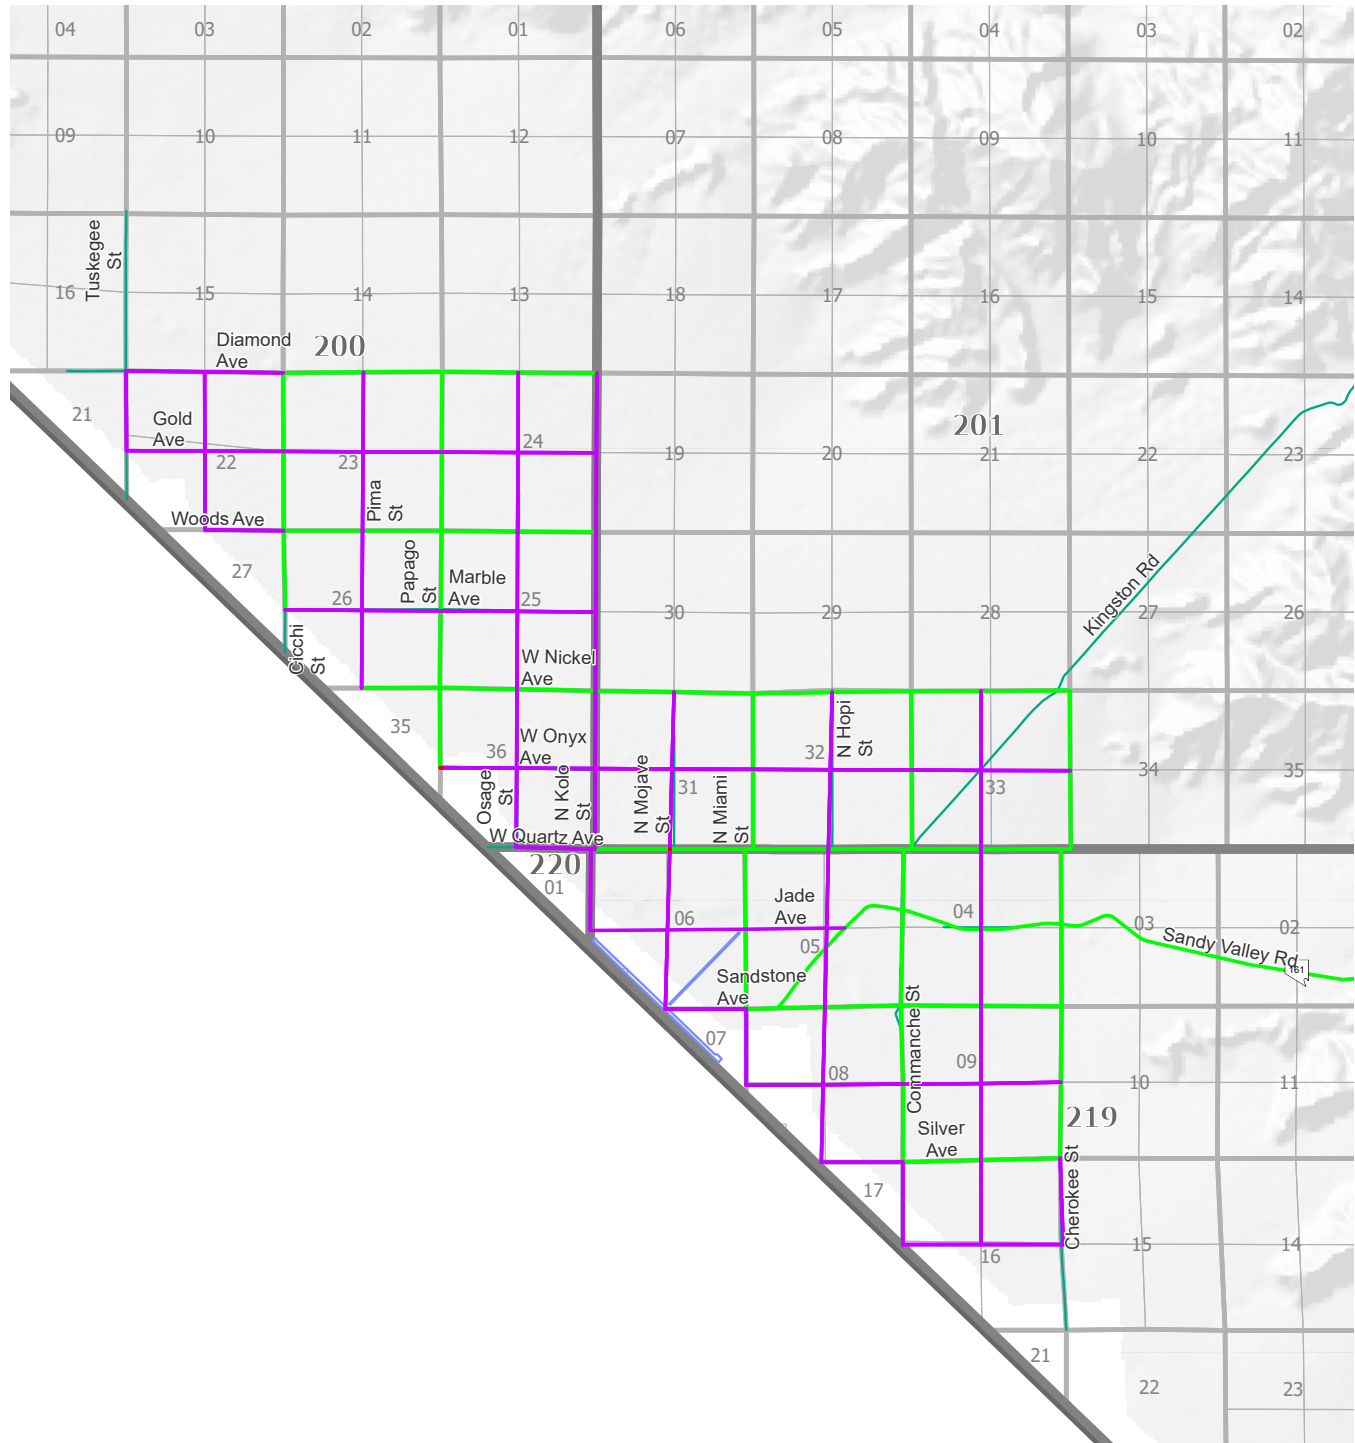 04 03 02 01 06 05 04 03 02
09 10 11 12 07 08 09 10 11
Tuskegee
St
16 15 14 13 18 17 16 15 14
Diamond
Ave
200
21
Gold
Ave
22 23 24 19 20 21 22 23
201
Pima
St
Woods Ave
27
Papago
St
Marble
Ave
26 25 30 29 28 27 26
Kingston Rd
Cicchi
St
W Nickel
Ave
35
W Onyx
Ave
36
N Hopi
St
32
Osage
St
N Kolo
St
N Mojave
St
31
N Miami
St
33 34 35
W Quartz Ave
220
01
Jade
Ave
06 05 04 03 02
Sandy Valley Rd
161
Sandstone
Ave
Commanche St
07
08 09 10 11
219
Silver
Ave
Cherokee St
17
16 15 14
21 22 23